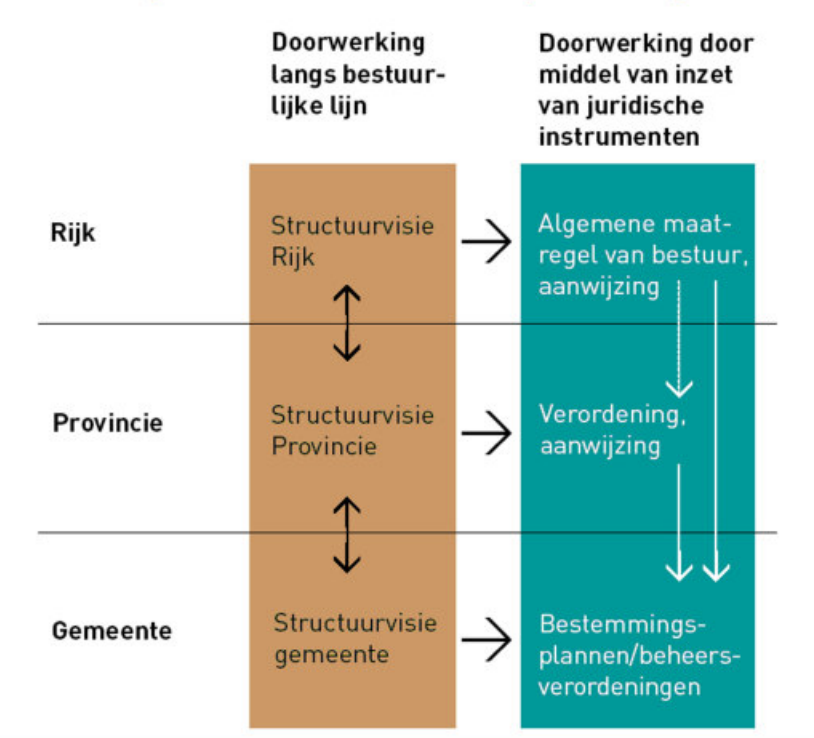 Doorwerking
langs bestuur-
lijke lijn
Doorwerking door
middel van inzet
van juridische
instrumenten
Rijk
Structuurvisie
Rijk
Algemene maat-
regel van bestuur,
aanwijzing
Provincie
Structuurvisie
Provincie
Verordening,
aanwijzing
Gemeente
Structuurvisie
gemeente
Bestemmings-
plannen/beheers-
verordeningen